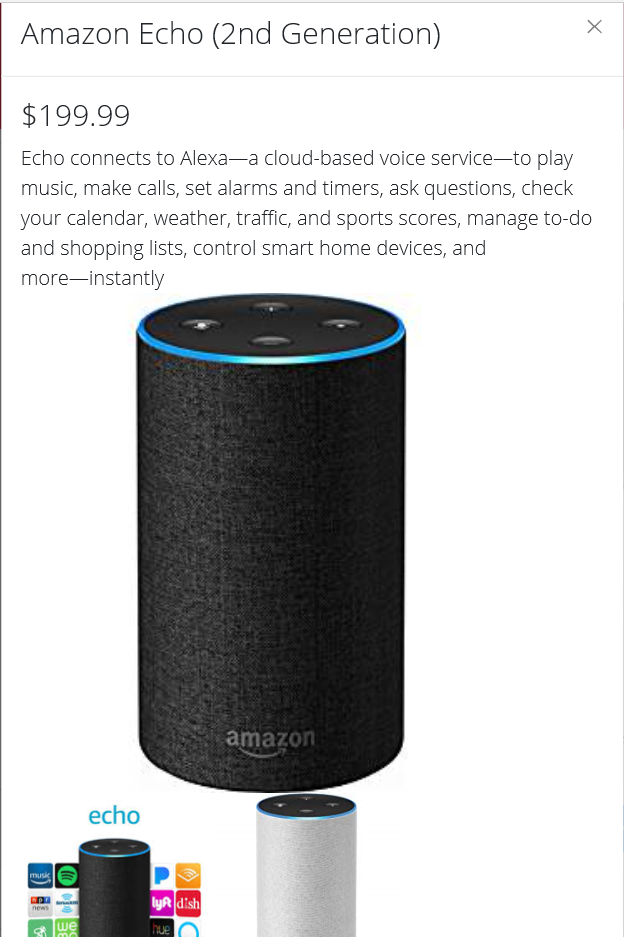 Amazon Echo (2nd Generation)
$199.99
Echo connects to Alexa—a cloud-based voice service—to play
music, make calls, set alarms and timers, ask questions, check
your calendar, weather, traffic, and sports scores, manage to-do
and shopping lists, control smart home devices, and
more—instantly
amazon
echo
music
npr
news
SiriusXM
lyft
dish
we
hue